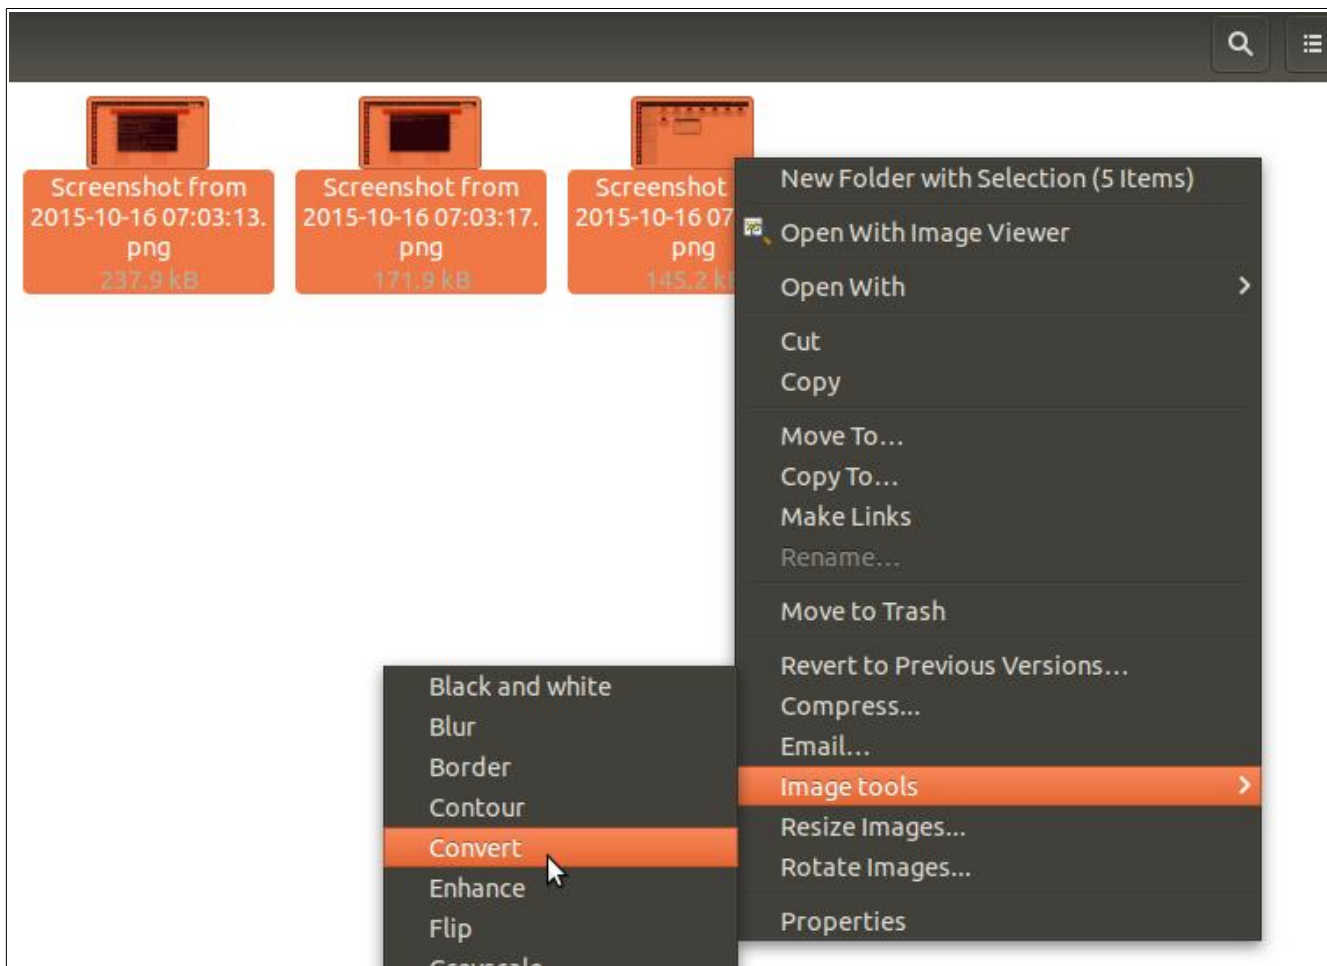 Screenshot from
2015-10-16 07:03:13.
png
237.9 kB
Screenshot from
2015-10-16 07:03:17.
png
171.9 kB
Screenshot
2015-10-16 07
png
145.2 k
New Folder with Selection (5 Items)
Open With Image Viewer
Open With
Cut
Copy
Move To…
Copy To…
Make Links
Rename…
Move to Trash
Revert to Previous Versions…
Compress...
Email…
Image tools
Resize Images...
Rotate Images...
Properties
Black and white
Blur
Border
Contour
Convert
Enhance
Flip